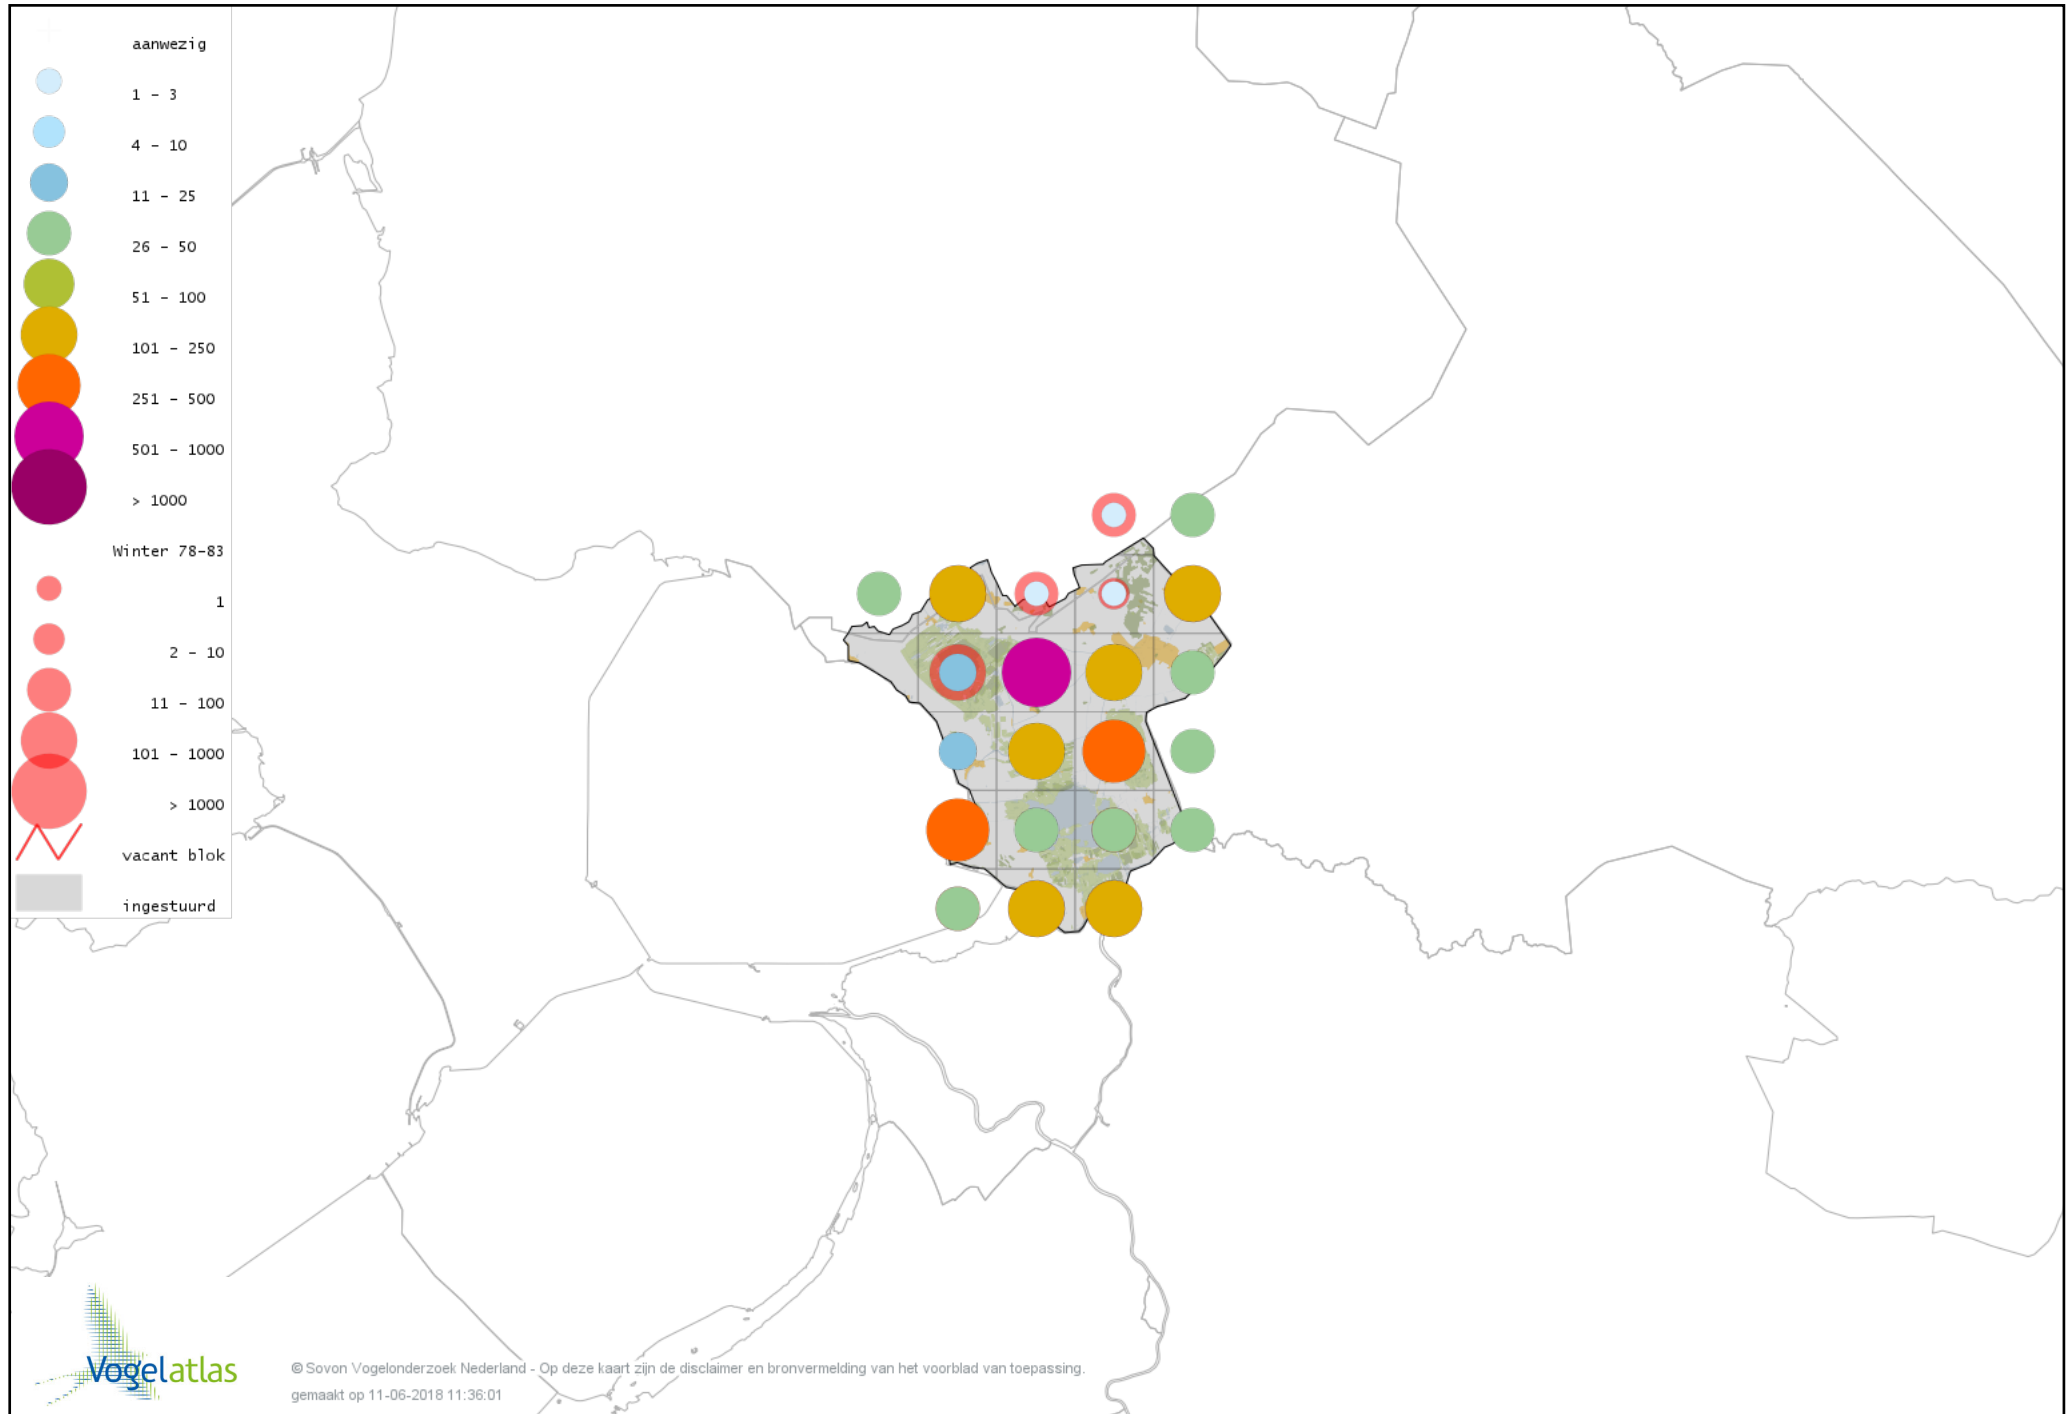 aanwezig
1 - 3
4 - 10
11 - 25
26 - 50
51 - 100
101 - 250
251 - 500
501 - 1000
> 1000
Winter 78-83
1
2 - 10
11 - 100
101 - 1000
> 1000
vacant blok
ingestuurd
Vogelatlas
© Sovon Vogelonderzoek Nederland - Op deze kaart zijn de disclaimer en bronvermelding van het voorblad van toepassing.
gemaakt op 11-06-2018 11:36:01